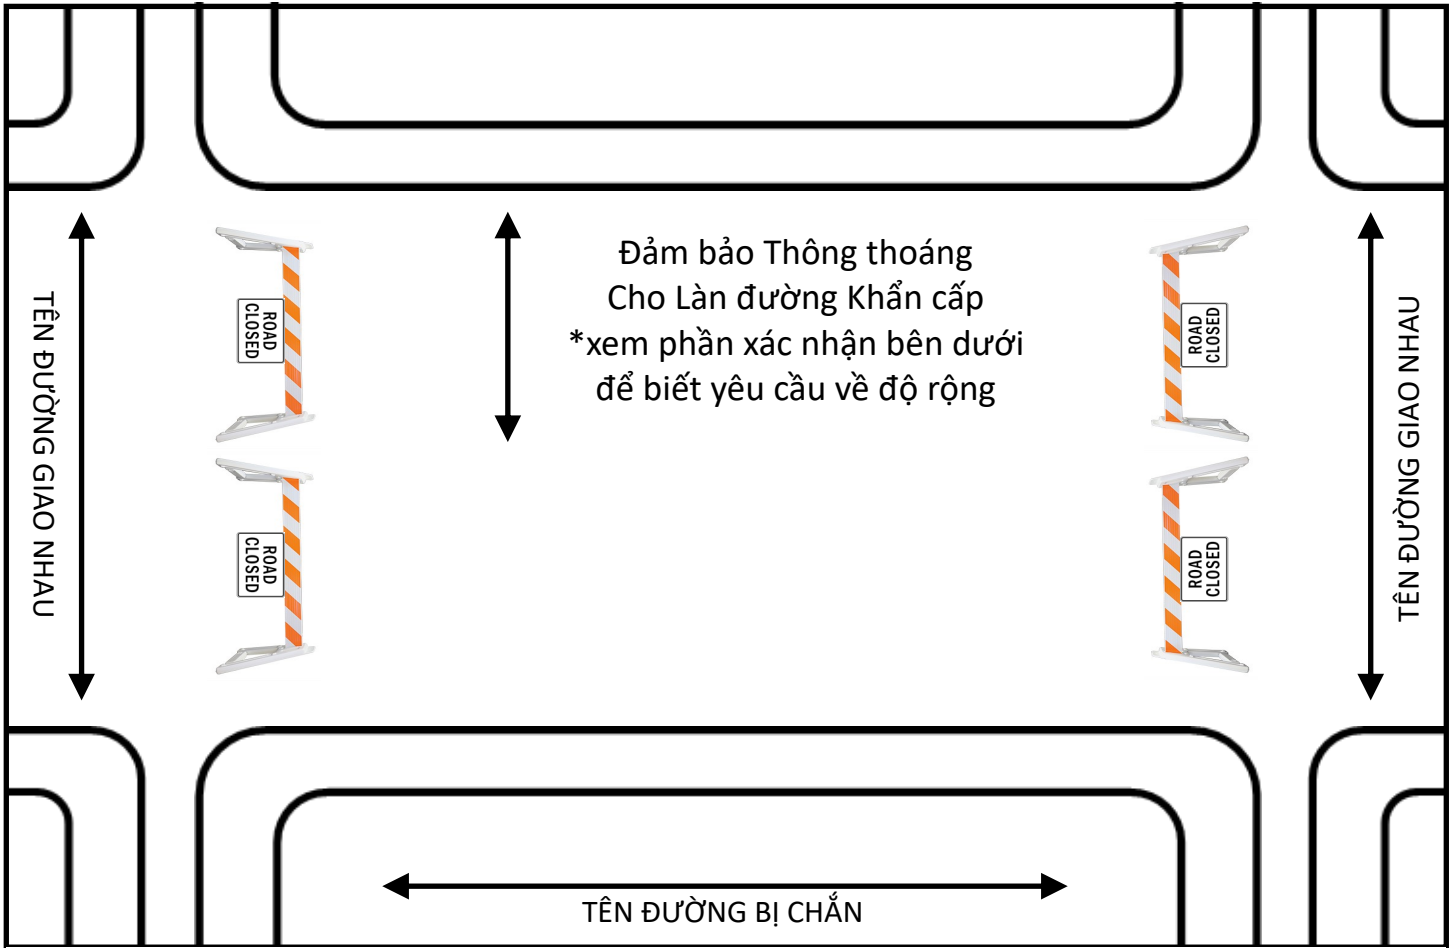 TÊN ĐƯỜNG GIAO NHAU
ROAD
CLOSED
ROAD
CLOSED
Đảm bảo Thông thoáng
Cho Làn đường Khẩn cấp
*xem phần xác nhận bên dưới
để biết yêu cầu về độ rộng
ROAD
CLOSED
ROAD
CLOSED
TÊN ĐƯỜNG GIAO NHAU
TÊN ĐƯỜNG BỊ CHẮN